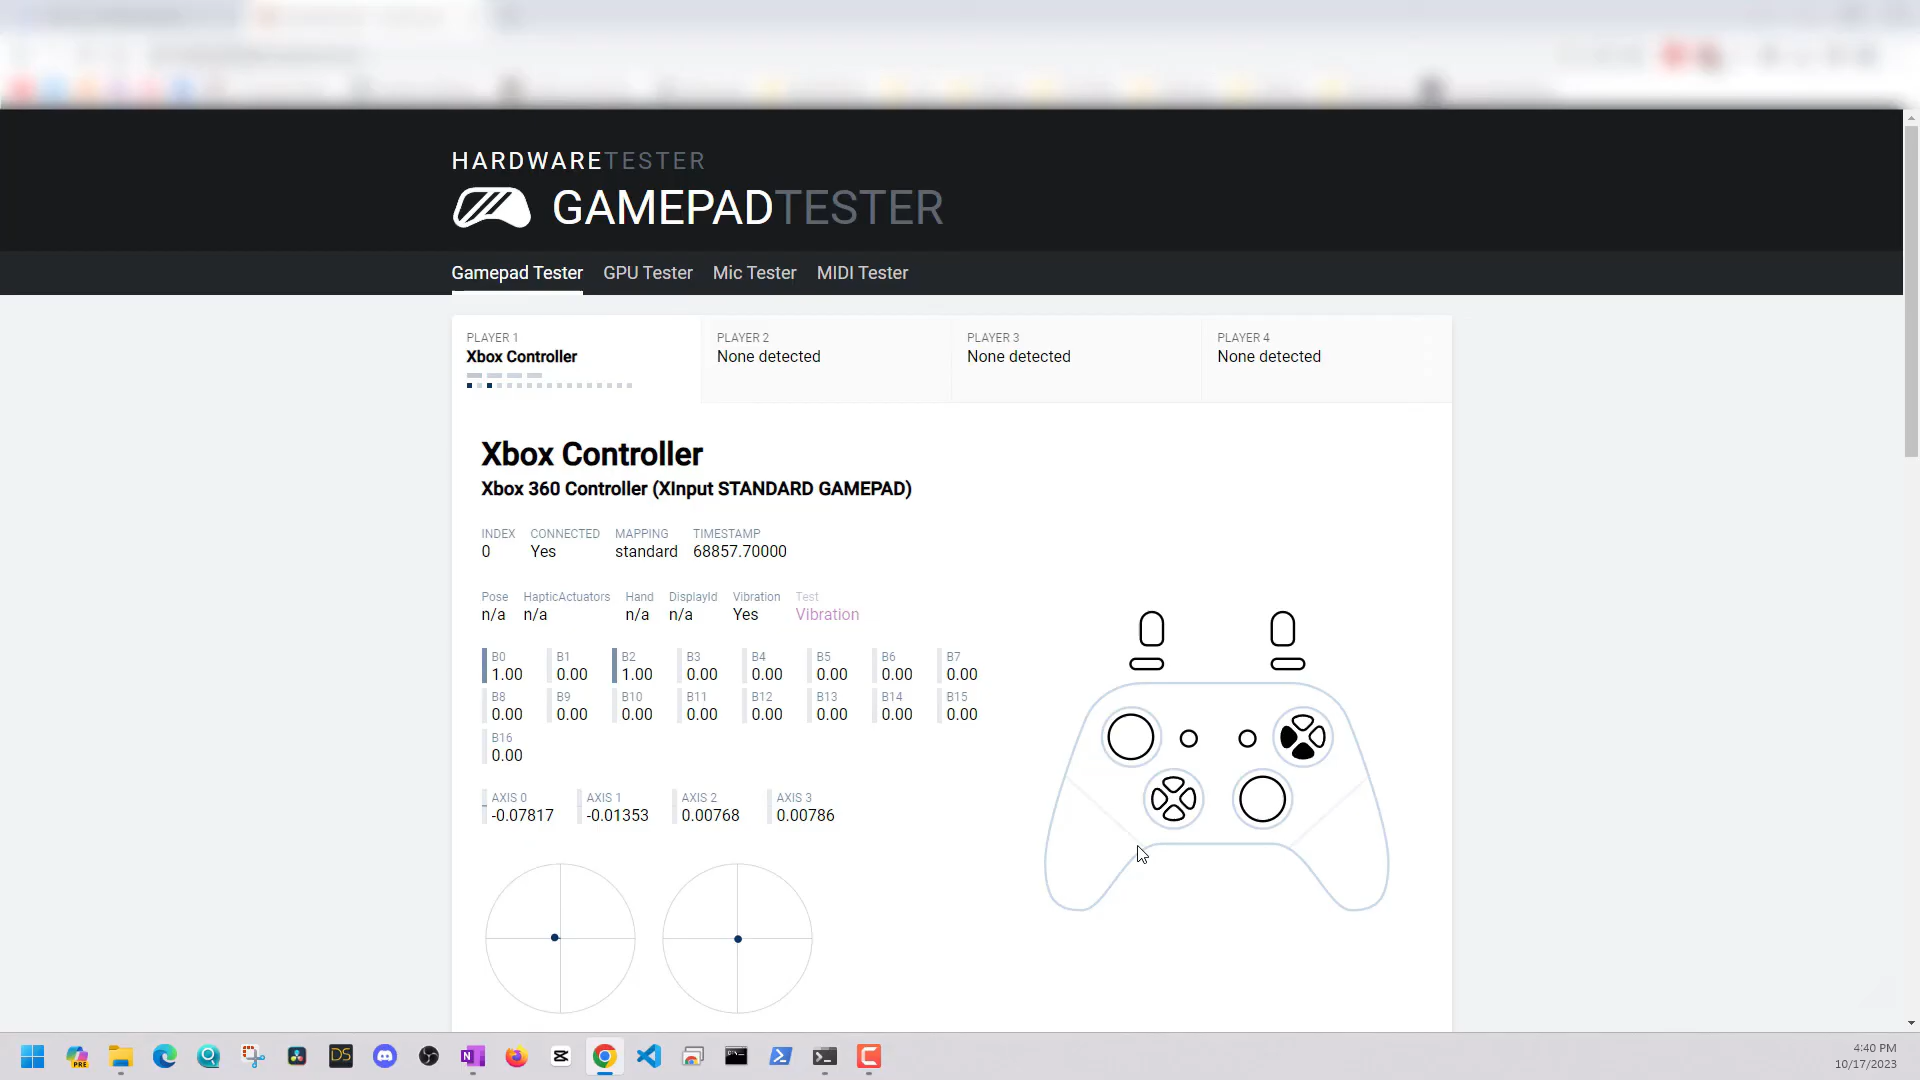 HARDWARETESTER
GAMEPADTESTER
Gamepad Tester GPU Tester Mic Tester MIDI Tester
PLAYER 1 PLAYER 2 PLAYER 3 PLAYER 4
Xbox Controller None detected None detected None detected
Xbox Controller
Xbox 360 Controller (XInput STANDARD GAMEPAD)
INDEX CONNECTED MAPPING TIMESTAMP
0 Yes standard 68857.70000
Pose HapticActuators Hand DisplayId Vibration Test
n/a n/a n/a n/a Yes Vibration
B0 B1 B2 B3 B4 B5 B6 B7
1.00 0.00 1.00 0.00 0.00 0.00 0.00 0.00
B8 B9 B10 B11 B12 B13 B14 B15
0.00 0.00 0.00 0.00 0.00 0.00 0.00 0.00
B16
0.00
AXIS 0 AXIS 1 AXIS 2 AXIS 3
-0.07817 -0.01353 0.00768 0.00786
PRE DS N
4:40 PM
10/17/2023